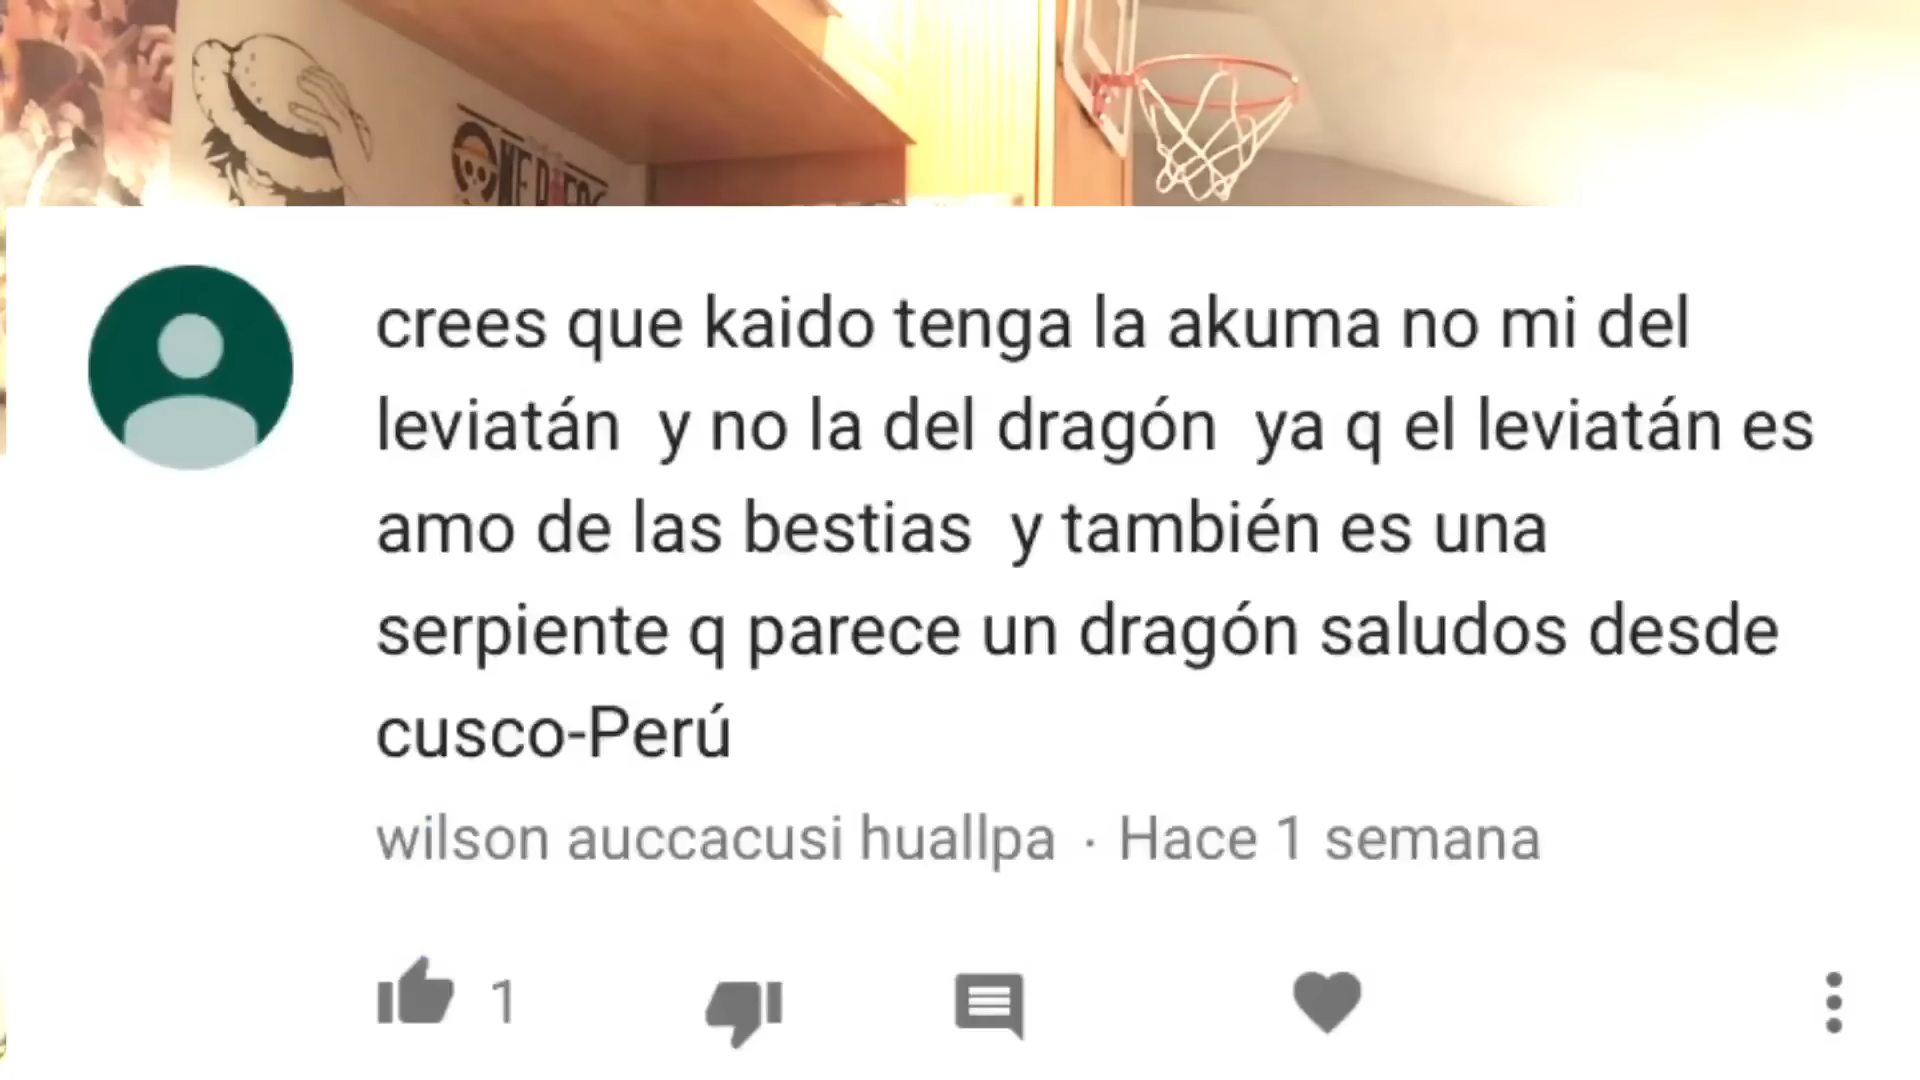 ONE PIECE
crees que kaido tenga la akuma no mi del
leviatán y no la del dragón ya q el leviatán es
amo de las bestias y también es una
serpiente q parece un dragón saludos desde
cusco-Perú
wilson auccacusi huallpa · Hace 1 semana
1